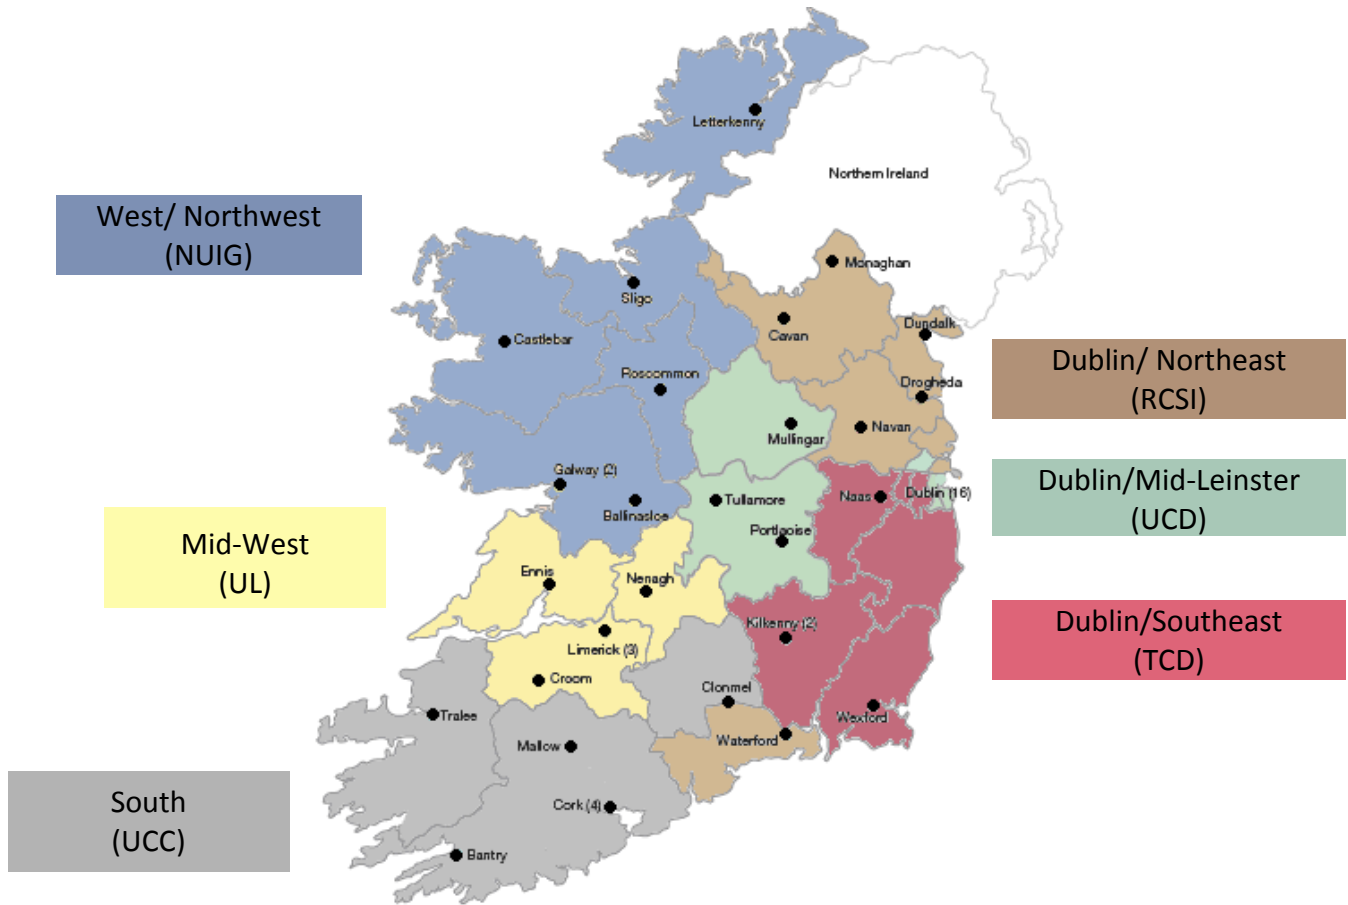 Letterkenny
Northern Ireland
West/ Northwest
(NUIG)
Monaghan
Sligo
Dundalk
Castlebar
Cavan
Dublin/ Northeast
(RCSI)
Roscommon
Drogheda
Mullingar
Navan
Galway (2)
Dublin/Mid-Leinster
(UCD)
Tullamore
Naas
Dublin (16)
Ballinasloe
Portlaoise
Mid-West
(UL)
Ennis
Nenagh
Kilkenny (2)
Dublin/Southeast
(TCD)
Limerick (3)
Croom
Clonmel
Tralee
Wexford
Mallow
Waterford
South
(UCC)
Cork (4)
Bantry